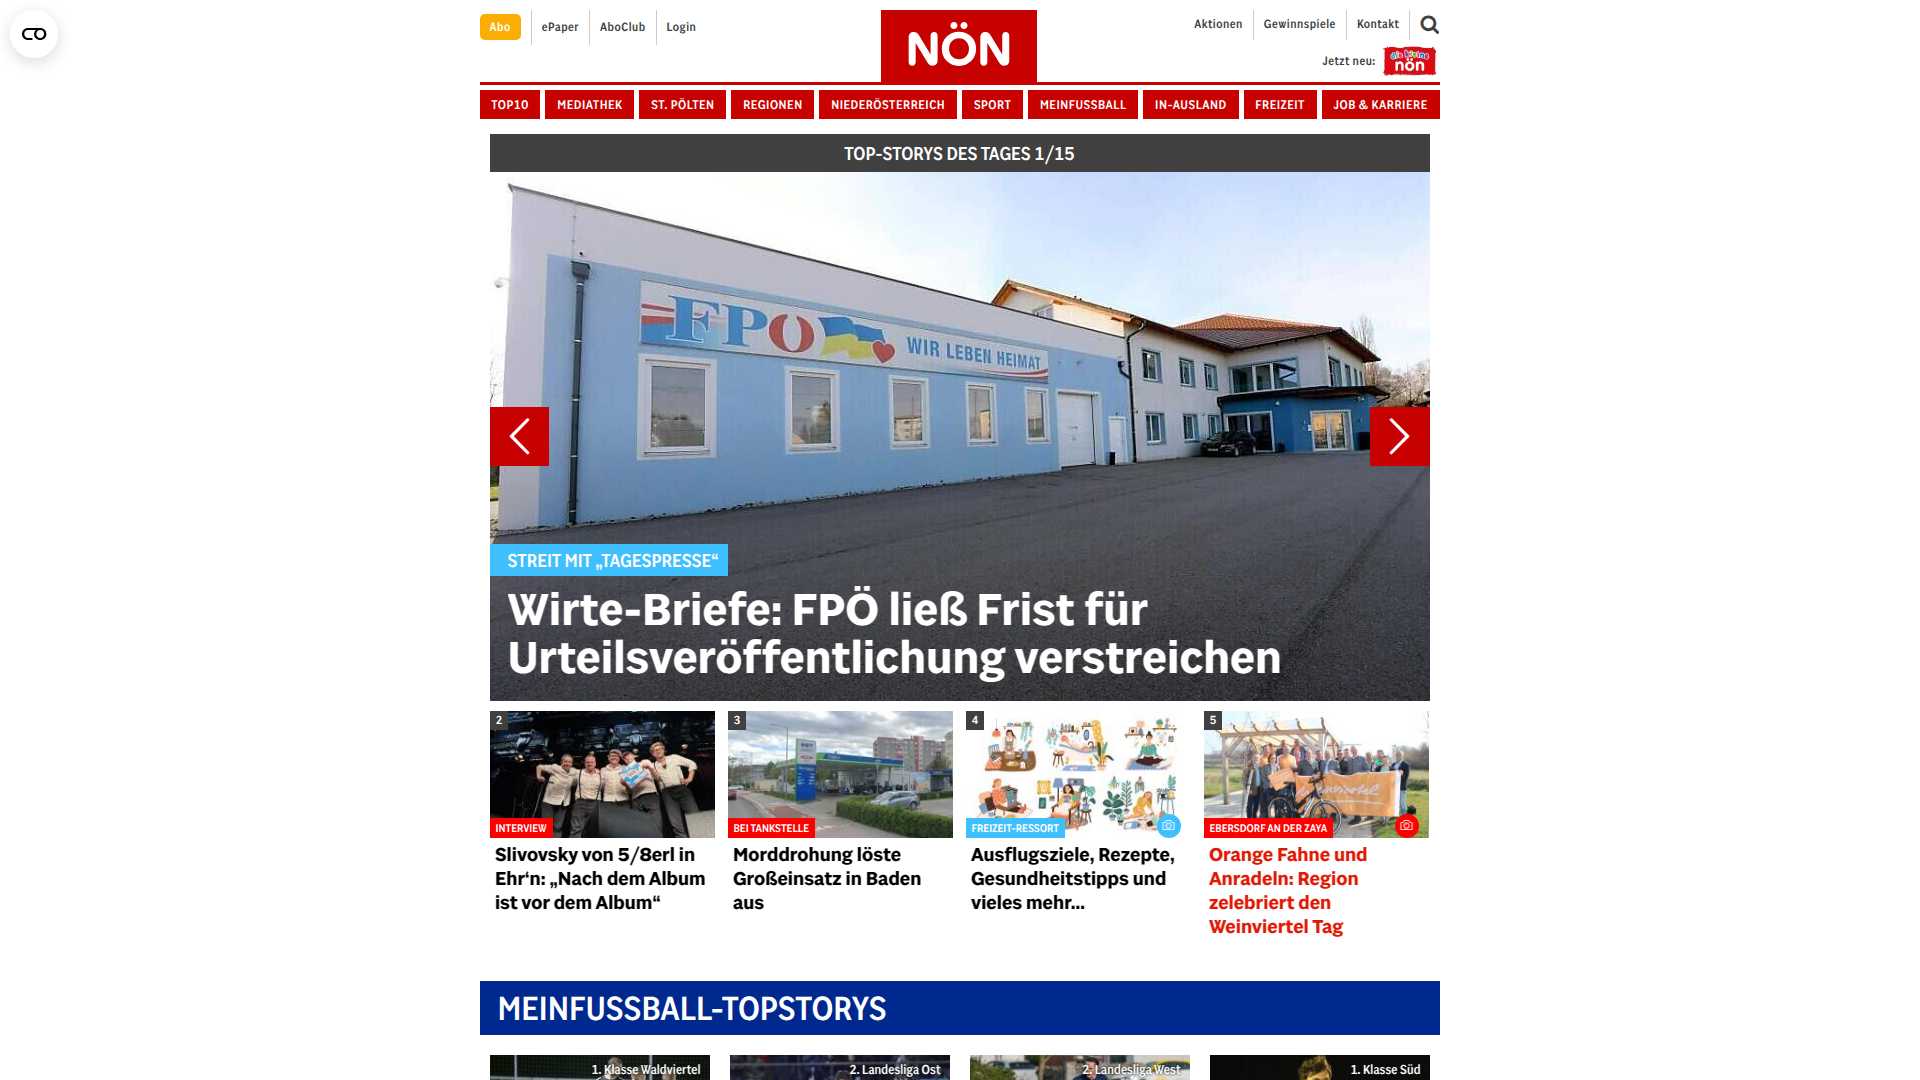 Abo
ePaper
AboClub
Login
NÖN
Aktionen
Gewinnspiele
Kontakt
Jetzt neu:
die kleine
nön
TOP10
MEDIATHEK
ST. PÖLTEN
REGIONEN
NIEDERÖSTERREICH
SPORT
MEINFUSSBALL
IN-AUSLAND
FREIZEIT
JOB & KARRIERE
TOP-STORYS DES TAGES 1/15
FPÖ
WIR LEBEN HEIMAT
STREIT MIT „TAGESPRESSE“
Wirte-Briefe: FPÖ ließ Frist für
Urteilsveröffentlichung verstreichen
2
INTERVIEW
Slivovsky von 5/8erl in
Ehr‘n: „Nach dem Album
ist vor dem Album“
3
BEI TANKSTELLE
Morddrohung löste
Großeinsatz in Baden
aus
4
FREIZEIT-RESSORT
Ausflugsziele, Rezepte,
Gesundheitstipps und
vieles mehr...
5
Weinviertel
EBERSDORF AN DER ZAYA
Orange Fahne und
Anradeln: Region
zelebriert den
Weinviertel Tag
MEINFUSSBALL-TOPSTORYS
1. Klasse Waldviertel
2. Landesliga Ost
2. Landesliga West
1. Klasse Süd